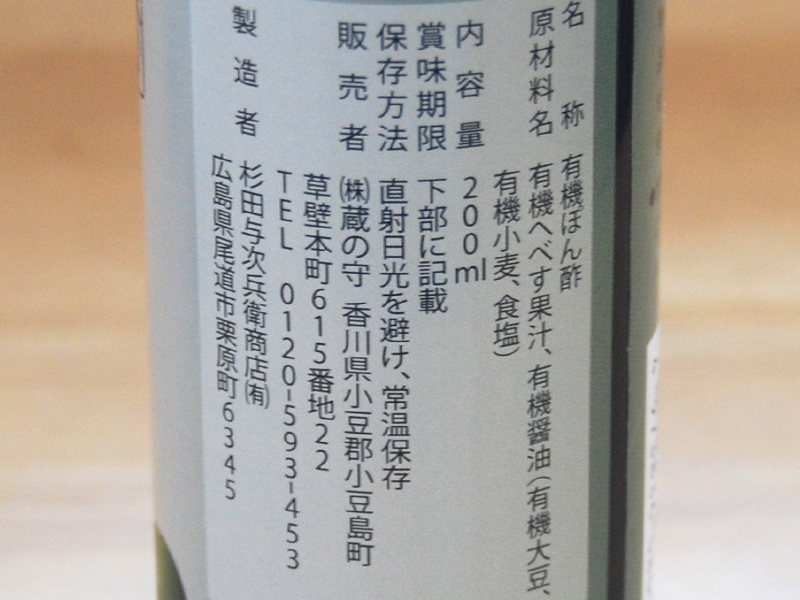 名称 有機ぽん酢
原材料名 有機へべす果汁、有機醤油（有機大豆、
有機小麦、食塩）
内容量 200ml
賞味期限 下部に記載
保存方法 直射日光を避け、常温保存
販売者 ㈱蔵の守 香川県小豆郡小豆島町
草壁本町615番地22
TEL 0120-593-453
製造者 杉田与次兵衛商店㈲
広島県尾道市栗原町6345